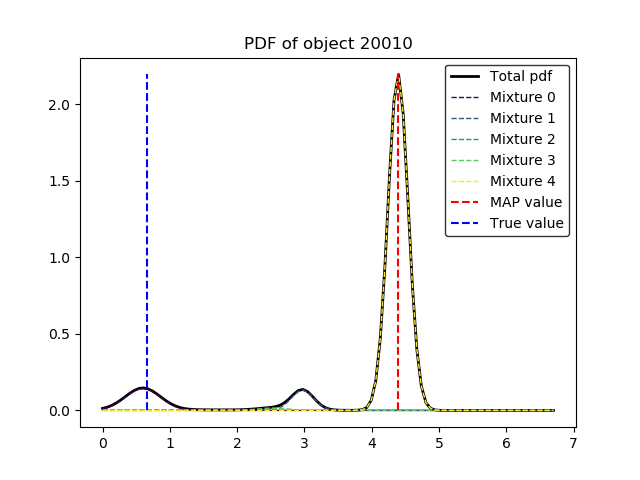 PDF of object 20010
Total pdf
Mixture 0
Mixture 1
Mixture 2
Mixture 3
Mixture 4
MAP value
True value
2.0
1.5
1.0
0.5
0.0
0 1 2 3 4 5 6 7